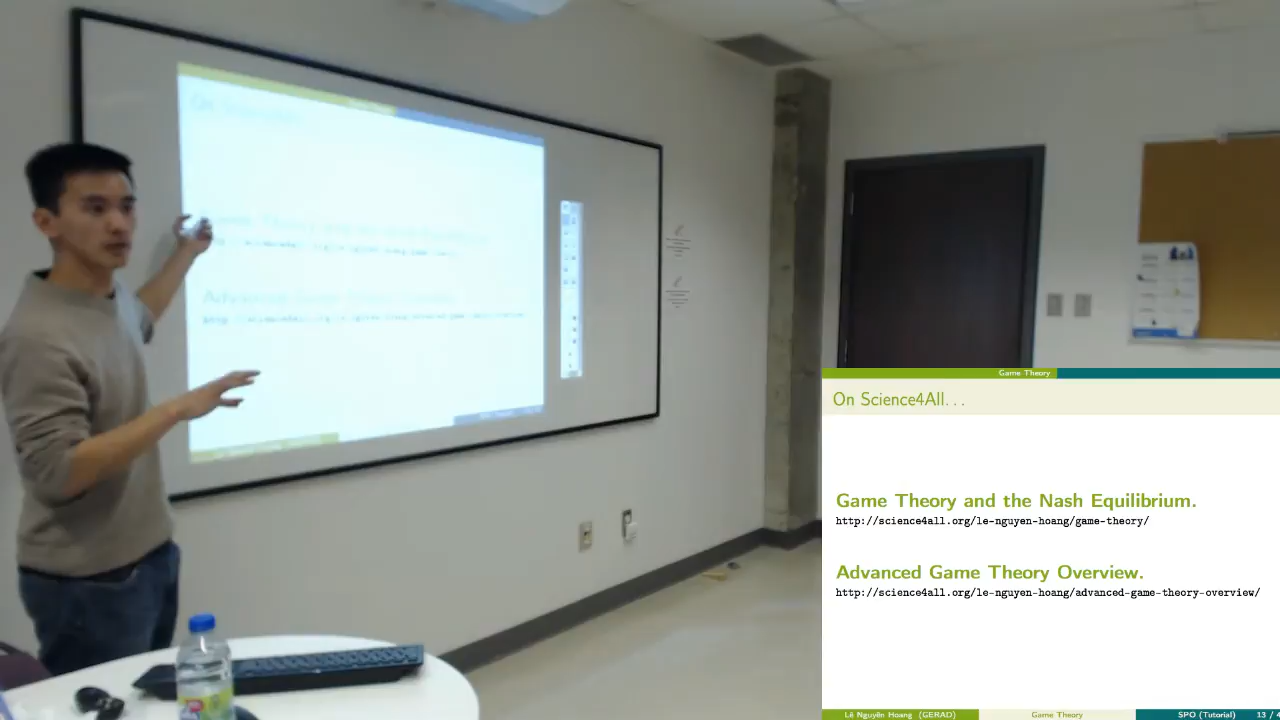 Game Theory
On Science4All...
Game Theory and the Nash Equilibrium.
http://science4all.org/le-nguyen-hoang/game-theory/
Advanced Game Theory Overview.
http://science4all.org/le-nguyen-hoang/advanced-game-theory-overview/
Lê Nguyên Hoang (GERAD)
Game Theory
SPO (Tutorial)
13 /